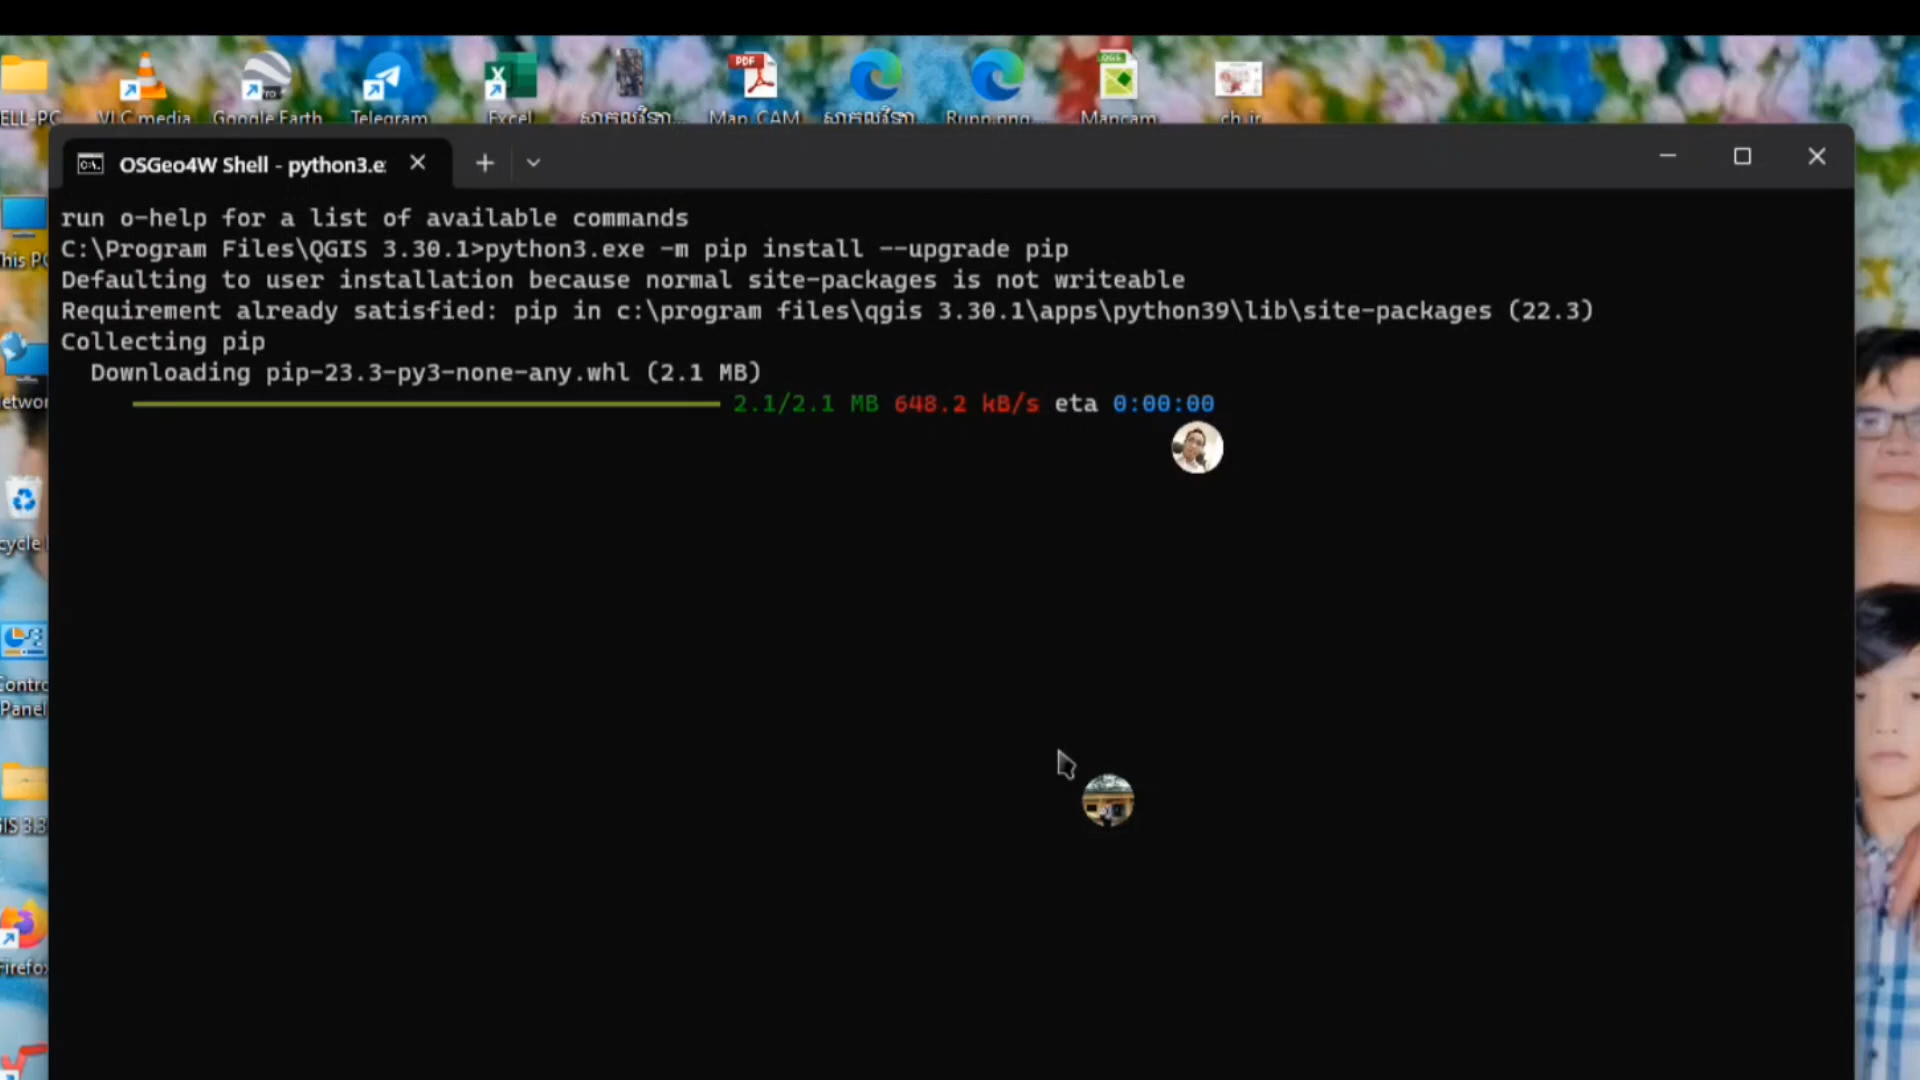 VLC media
Google Earth
Telegram
Excel
Map_CAM
Mapcam
OSGeo4W Shell - python3.e
run o-help for a list of available commands
C:\Program Files\QGIS 3.30.1>python3.exe -m pip install --upgrade pip
Defaulting to user installation because normal site-packages is not writeable
Requirement already satisfied: pip in c:\program files\qgis 3.30.1\apps\python39\lib\site-packages (22.3)
Collecting pip
Downloading pip-23.3-py3-none-any.whl (2.1 MB)
2.1/2.1 MB 648.2 kB/s eta 0:00:00
Panel